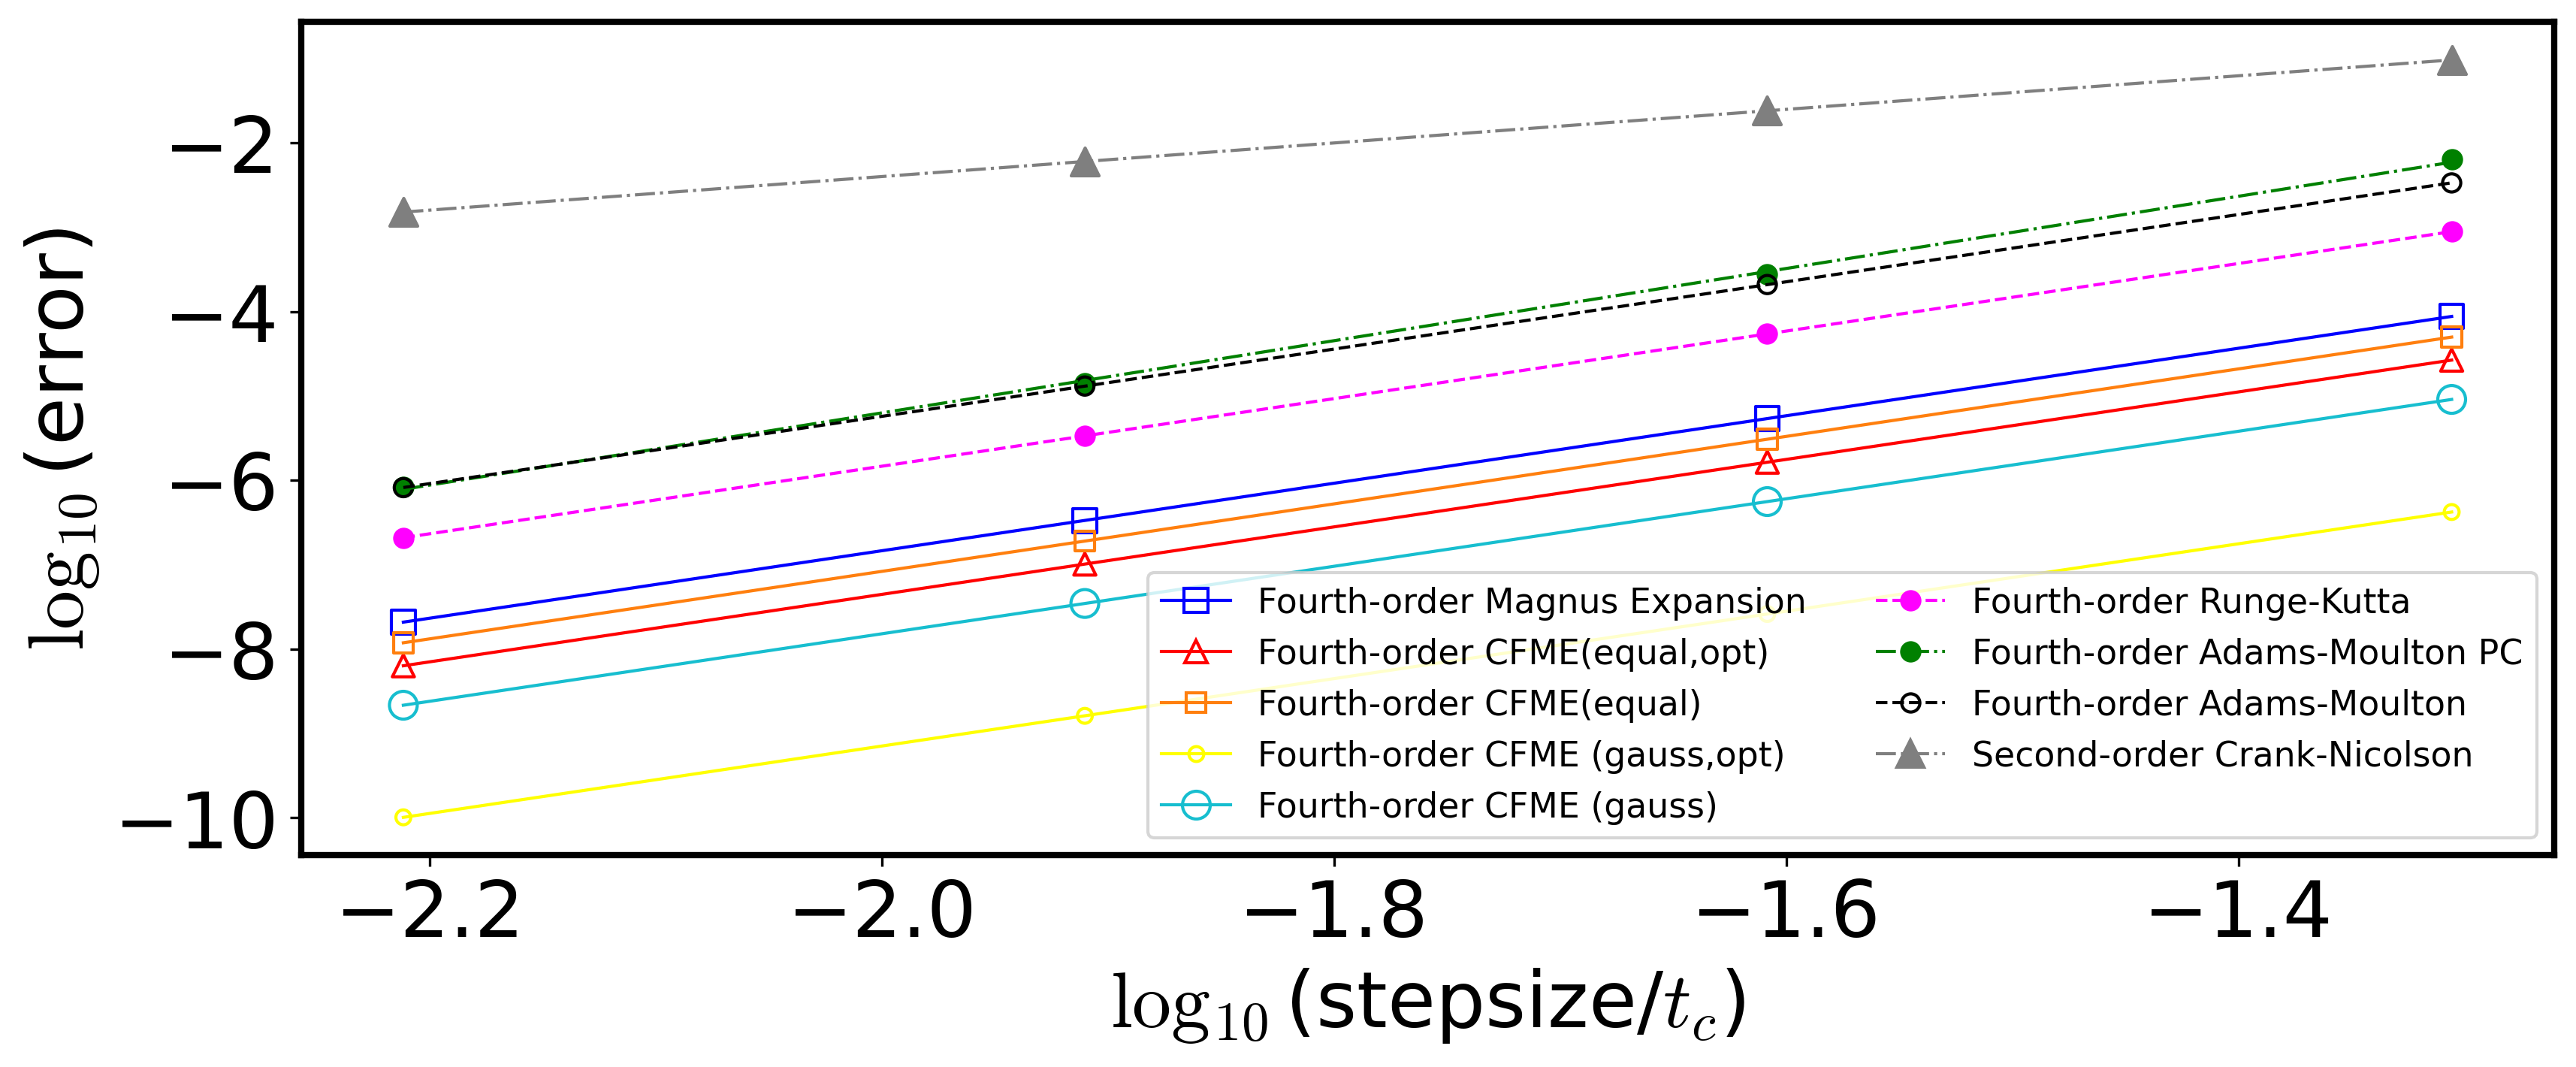 log10 (error)
−2
−4
−6
−8
−10
Fourth-order Magnus Expansion
Fourth-order CFME(equal,opt)
Fourth-order CFME(equal)
Fourth-order CFME (gauss,opt)
Fourth-order CFME (gauss)
Fourth-order Runge-Kutta
Fourth-order Adams-Moulton PC
Fourth-order Adams-Moulton
Second-order Crank-Nicolson
−2.2 −2.0 −1.8 −1.6 −1.4
log10 (stepsize/tc)